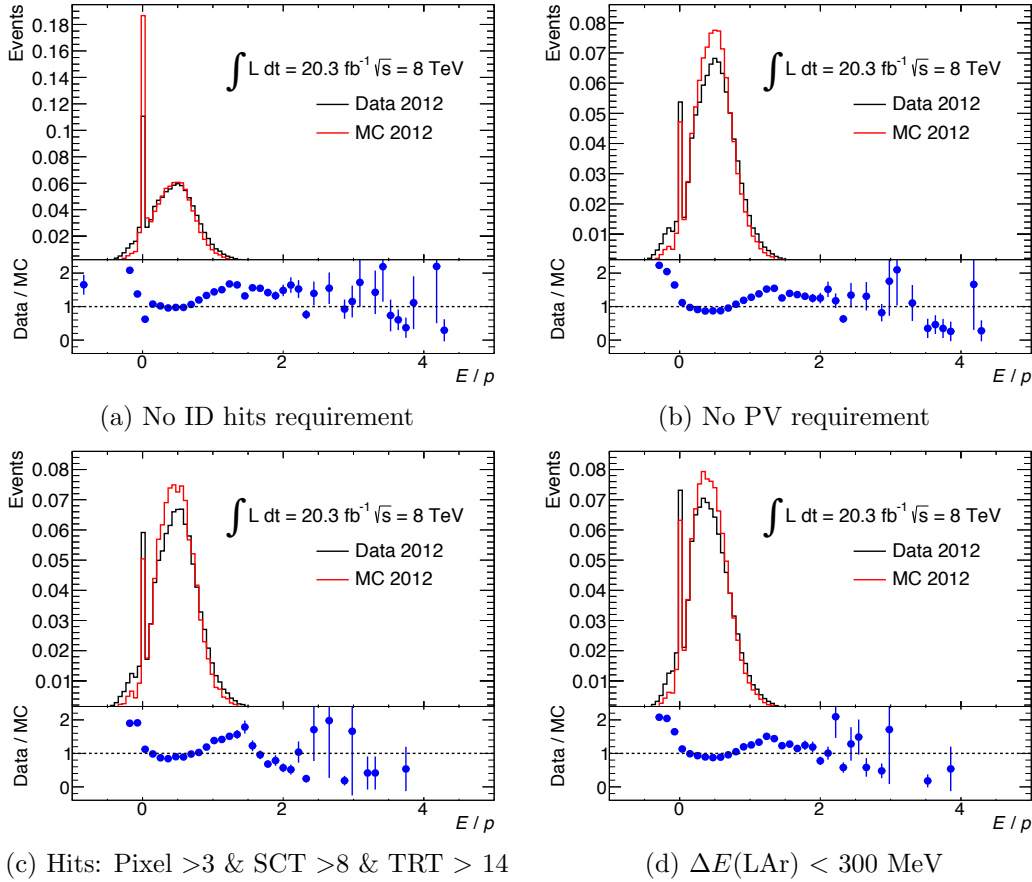 Events
0.18
0.16
0.14
0.12
0.1
0.08
0.06
0.04
0.02
∫ L dt = 20.3 fb⁻¹ √s = 8 TeV
Data 2012
MC 2012
Data / MC
2
1
0
0 2 4
E / p
(a) No ID hits requirement
Events
0.08
0.07
0.06
0.05
0.04
0.03
0.02
0.01
∫ L dt = 20.3 fb⁻¹ √s = 8 TeV
Data 2012
MC 2012
Data / MC
2
1
0
0 2 4
E / p
(b) No PV requirement
Events
0.08
0.07
0.06
0.05
0.04
0.03
0.02
0.01
∫ L dt = 20.3 fb⁻¹ √s = 8 TeV
Data 2012
MC 2012
Data / MC
2
1
0
0 2 4
E / p
(c) Hits: Pixel >3 & SCT >8 & TRT > 14
Events
0.08
0.07
0.06
0.05
0.04
0.03
0.02
0.01
∫ L dt = 20.3 fb⁻¹ √s = 8 TeV
Data 2012
MC 2012
Data / MC
2
1
0
0 2 4
E / p
(d) ΔE(LAr) < 300 MeV